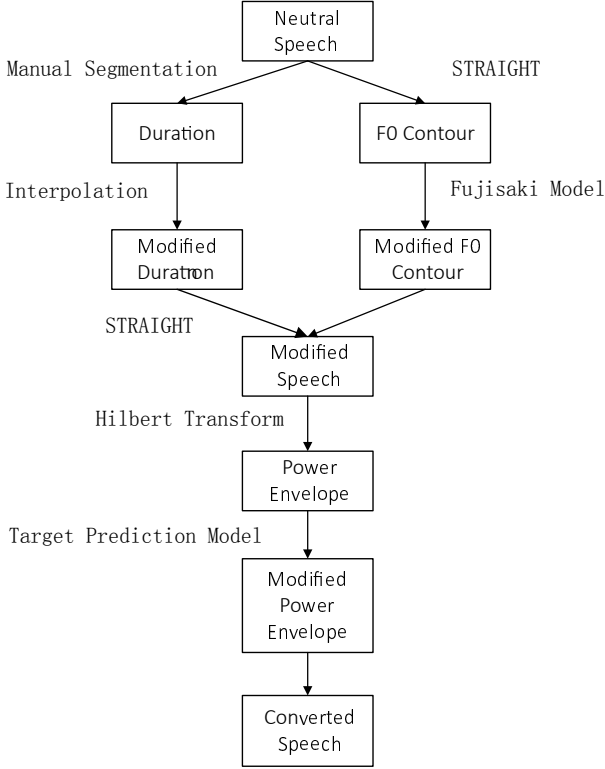 Neutral
Speech
Manual Segmentation
STRAIGHT
Duration
F0 Contour
Interpolation
Fujisaki Model
Modified
Duration
Modified F0
Contour
STRAIGHT
Modified
Speech
Hilbert Transform
Power
Envelope
Target Prediction Model
Modified
Power
Envelope
Converted
Speech